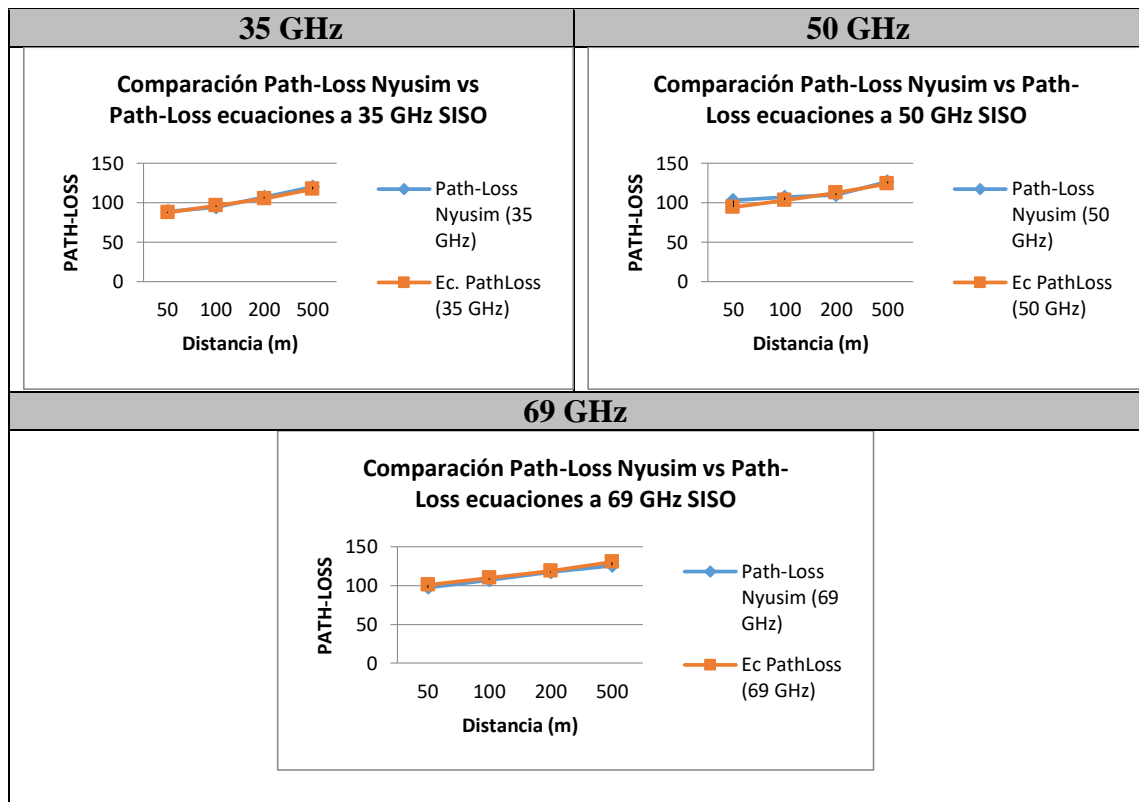 35 GHz
50 GHz
Comparación Path-Loss Nyusim vs
Path-Loss ecuaciones a 35 GHz SISO
150
100
50
0
PATH-LOSS
50 100 200 500
Distancia (m)
Path-Loss
Nyusim (35
GHz)
Ec. PathLoss
(35 GHz)
Comparación Path-Loss Nyusim vs Path-
Loss ecuaciones a 50 GHz SISO
150
100
50
0
PATH-LOSS
50 100 200 500
Distancia (m)
Path-Loss
Nyusim (50
GHz)
Ec PathLoss
(50 GHz)
69 GHz
Comparación Path-Loss Nyusim vs Path-
Loss ecuaciones a 69 GHz SISO
150
100
50
0
PATH-LOSS
50 100 200 500
Distancia (m)
Path-Loss
Nyusim (69
GHz)
Ec PathLoss
(69 GHz)